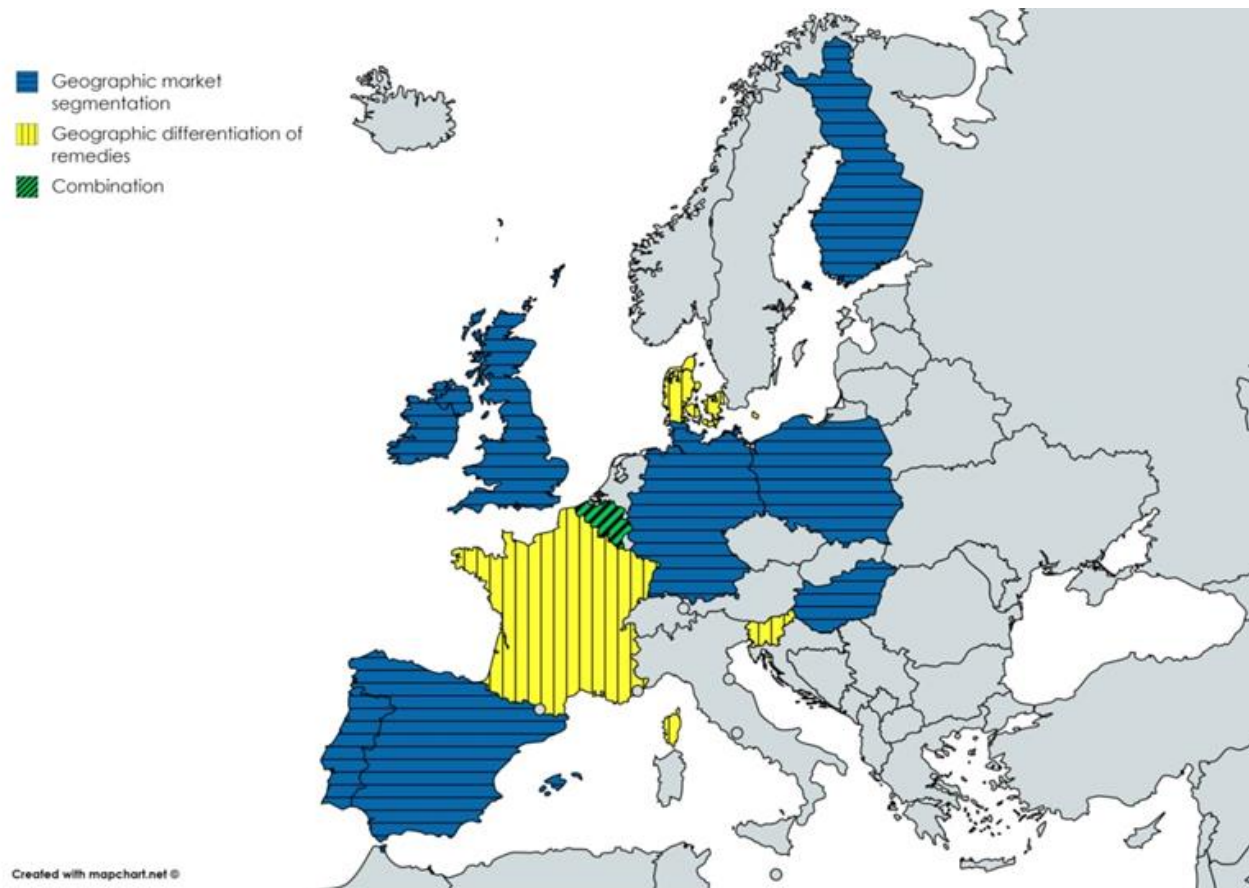 Geographic market
segmentation
Geographic differentiation of
remedies
Combination
Created with mapchart.net ©